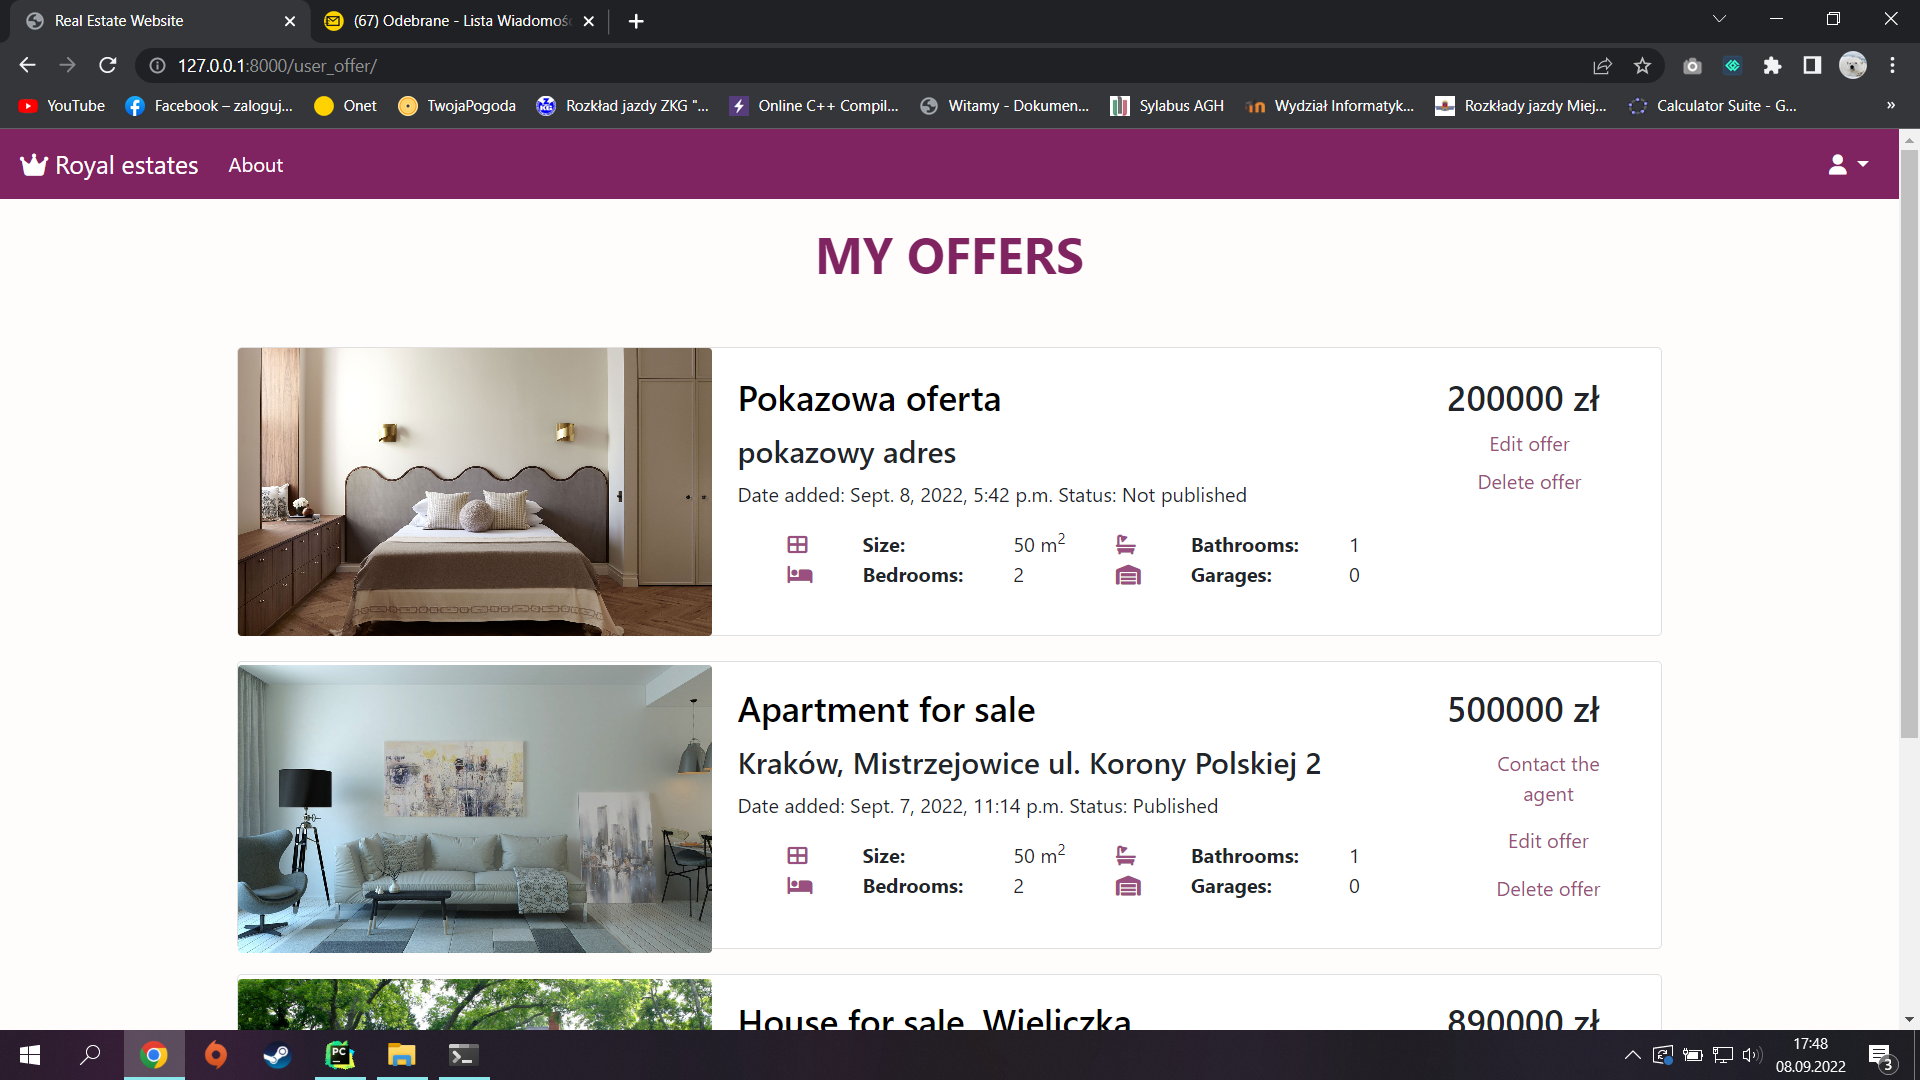 Real Estate Website
(67) Odebrane - Lista Wiadomośc
127.0.0.1:8000/user_offer/
YouTube
Facebook – zaloguj...
Onet
TwojaPogoda
Rozkład jazdy ZKG "...
Online C++ Compil...
Witamy - Dokumen...
Sylabus AGH
Wydział Informatyk...
Rozkłady jazdy Miej...
Calculator Suite - G...
»
Royal estates
About
MY OFFERS
Pokazowa oferta
200000 zł
pokazowy adres
Edit offer
Date added: Sept. 8, 2022, 5:42 p.m. Status: Not published
Delete offer
Size: 50 m² Bathrooms: 1
Bedrooms: 2 Garages: 0
Apartment for sale
500000 zł
Kraków, Mistrzejowice ul. Korony Polskiej 2
Contact the
agent
Date added: Sept. 7, 2022, 11:14 p.m. Status: Published
Edit offer
Size: 50 m² Bathrooms: 1
Bedrooms: 2 Garages: 0
Delete offer
House for sale, Wieliczka
890000 zł
PC
17:48
08.09.2022
3